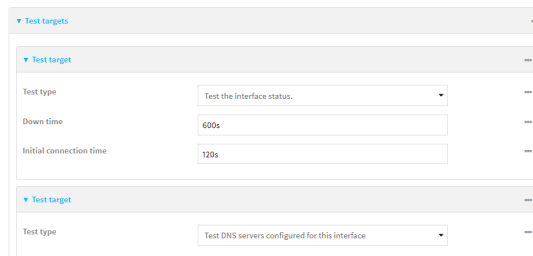 Test targets
Test target
Test type
Test the interface status.
Down time
600s
Initial connection time
120s
Test target
Test type
Test DNS servers configured for this interface